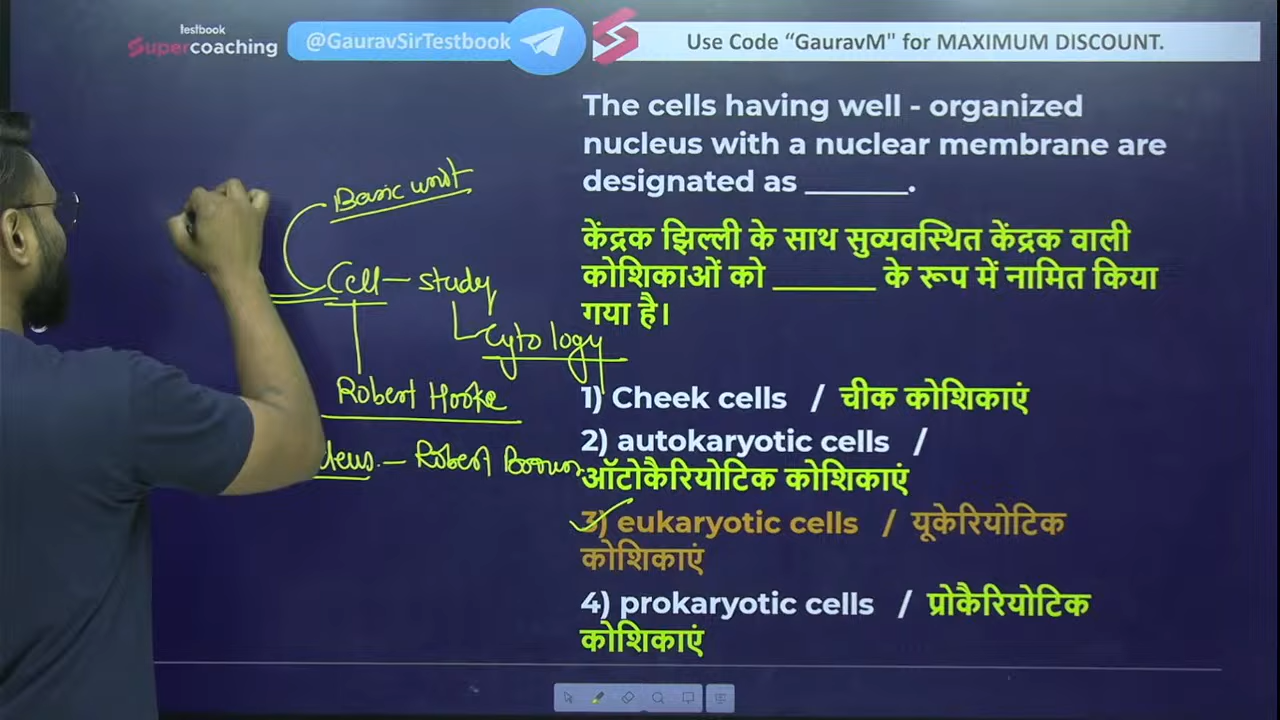 testbook
Supercoaching
@GauravSirTestbook
Use Code “GauravM" for MAXIMUM DISCOUNT.
The cells having well - organized
nucleus with a nuclear membrane are
designated as _______.
केंद्रक झिल्ली के साथ सुव्यवस्थित केंद्रक वाली
कोशिकाओं को _______ के रूप में नामित किया
गया है।
1) Cheek cells / चीक कोशिकाएं
2) autokaryotic cells /
ऑटोकैरियोटिक कोशिकाएं
3) eukaryotic cells / यूकेरियोटिक
कोशिकाएं
4) prokaryotic cells / प्रोकैरियोटिक
कोशिकाएं
Basic unit
Cell — study
Cytology
Robert Hooke
— Robert